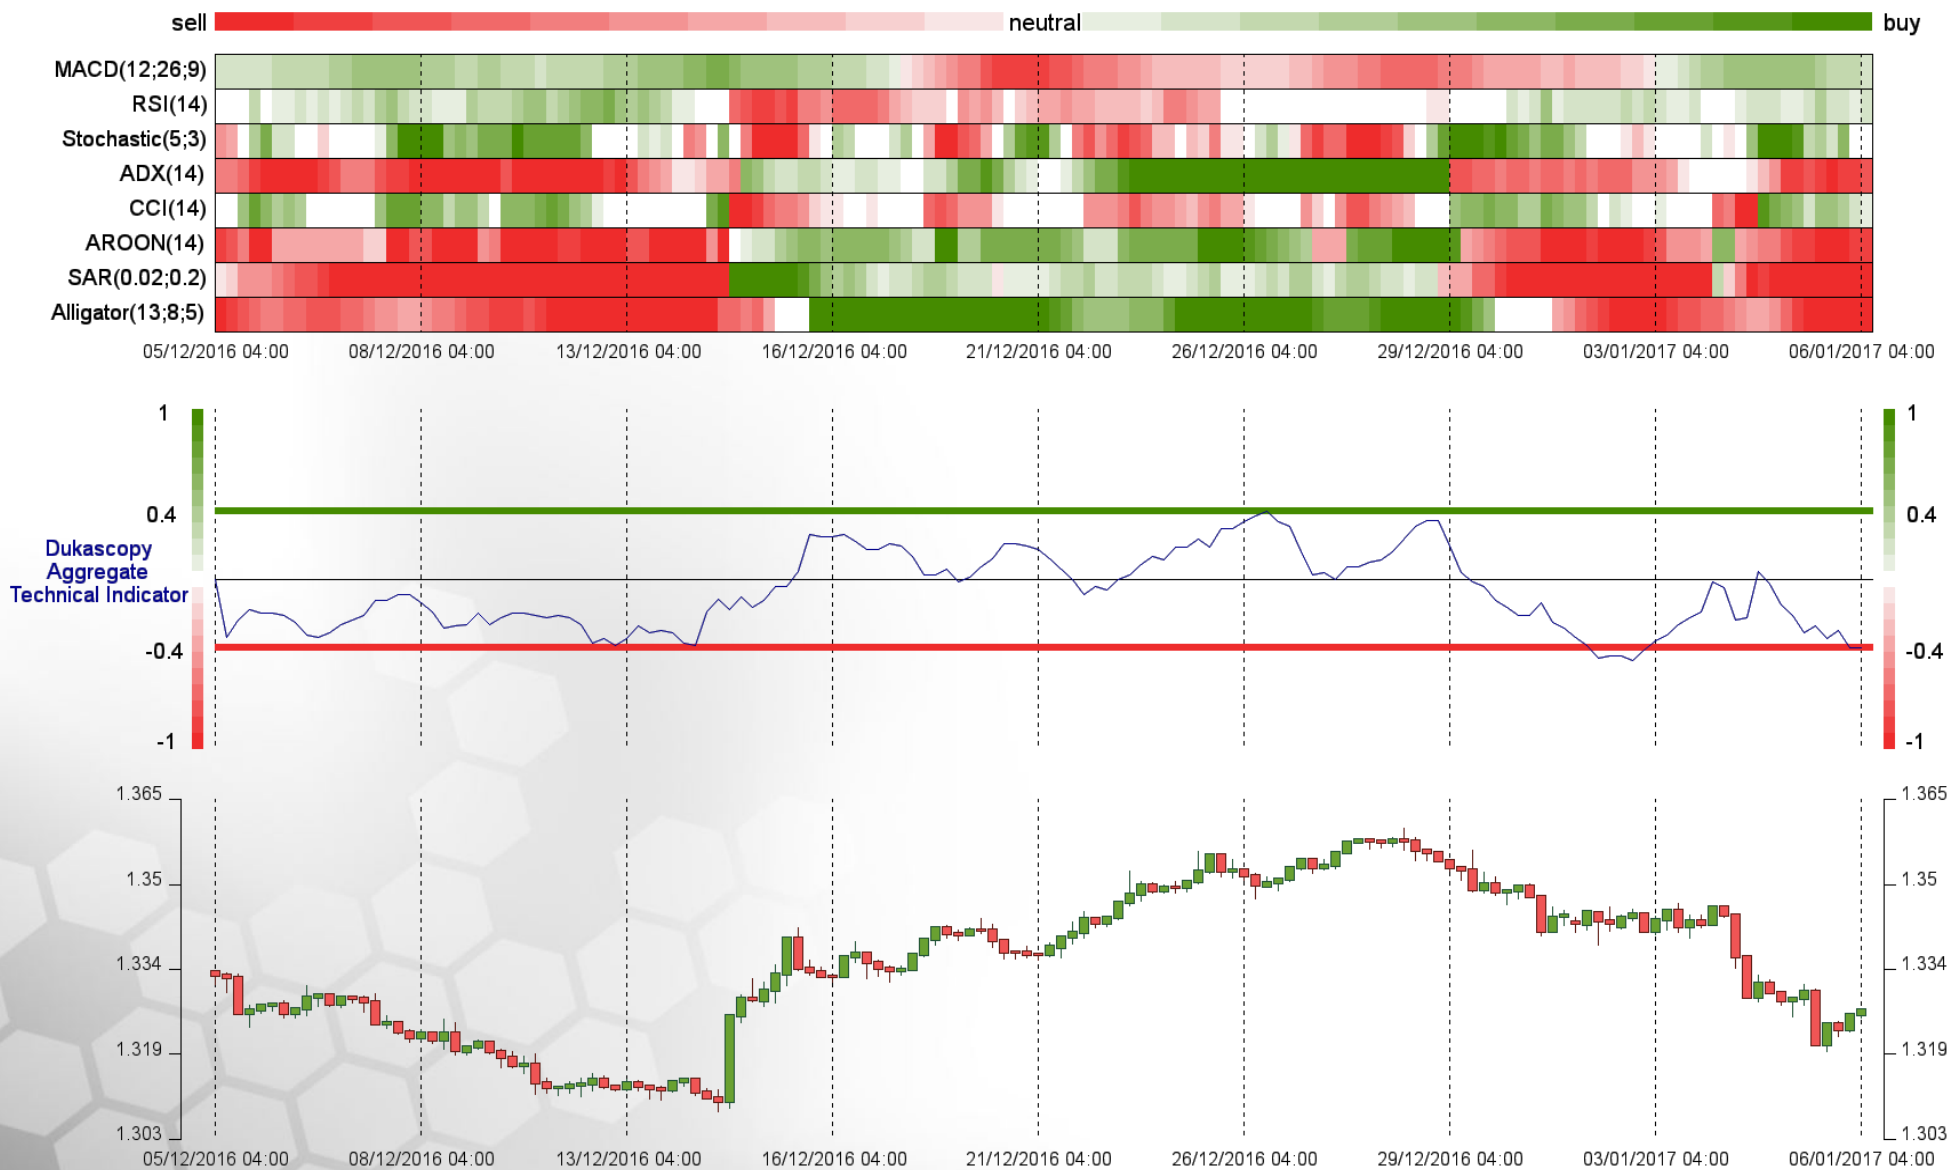 sell neutral buy
MACD(12;26;9)
RSI(14)
Stochastic(5;3)
ADX(14)
CCI(14)
AROON(14)
SAR(0.02;0.2)
Alligator(13;8;5)
05/12/2016 04:00 08/12/2016 04:00 13/12/2016 04:00 16/12/2016 04:00 21/12/2016 04:00 26/12/2016 04:00 29/12/2016 04:00 03/01/2017 04:00 06/01/2017 04:00
1 1
0.4 0.4
Dukascopy
Aggregate
Technical Indicator
-0.4 -0.4
-1 -1
1.365 1.365
1.35 1.35
1.334 1.334
1.319 1.319
1.303 1.303
05/12/2016 04:00 08/12/2016 04:00 13/12/2016 04:00 16/12/2016 04:00 21/12/2016 04:00 26/12/2016 04:00 29/12/2016 04:00 03/01/2017 04:00 06/01/2017 04:00